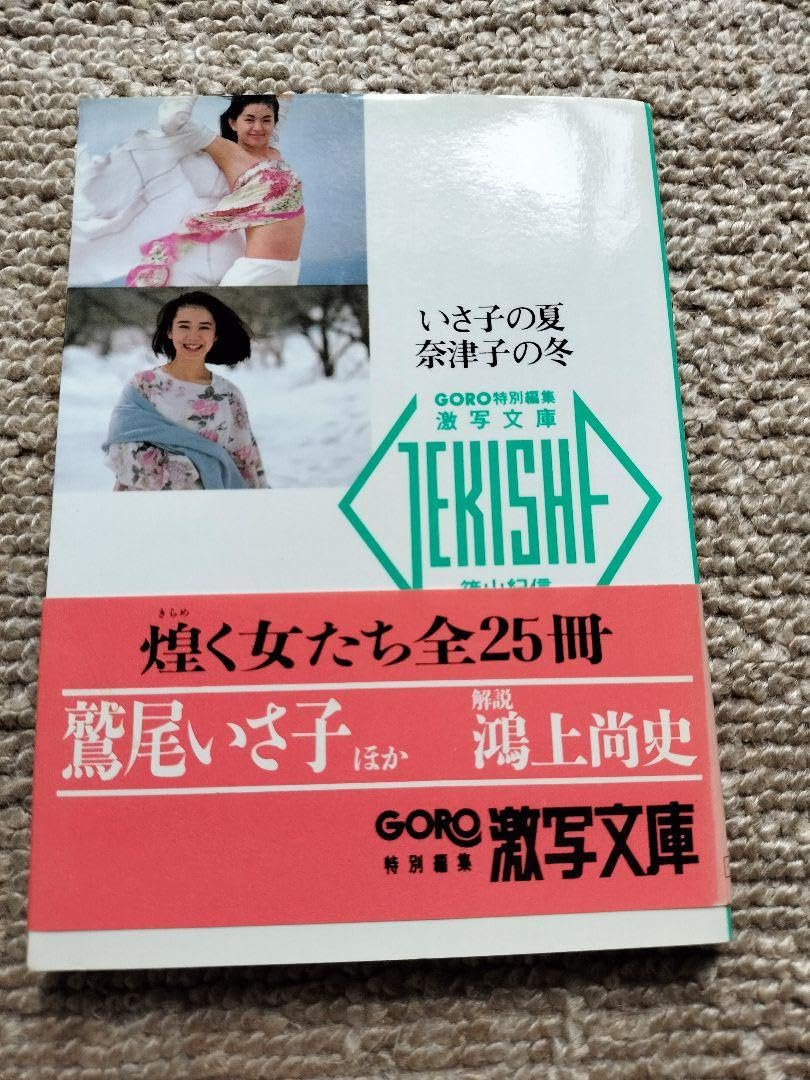 いさ子の夏
奈津子の冬
GORO特別編集
激写文庫
GEKISHA
篠山紀信
きらめ
煌く女たち全25冊
解説
鷲尾いさ子ほか 鴻上尚史
GORO
特別編集 激写文庫